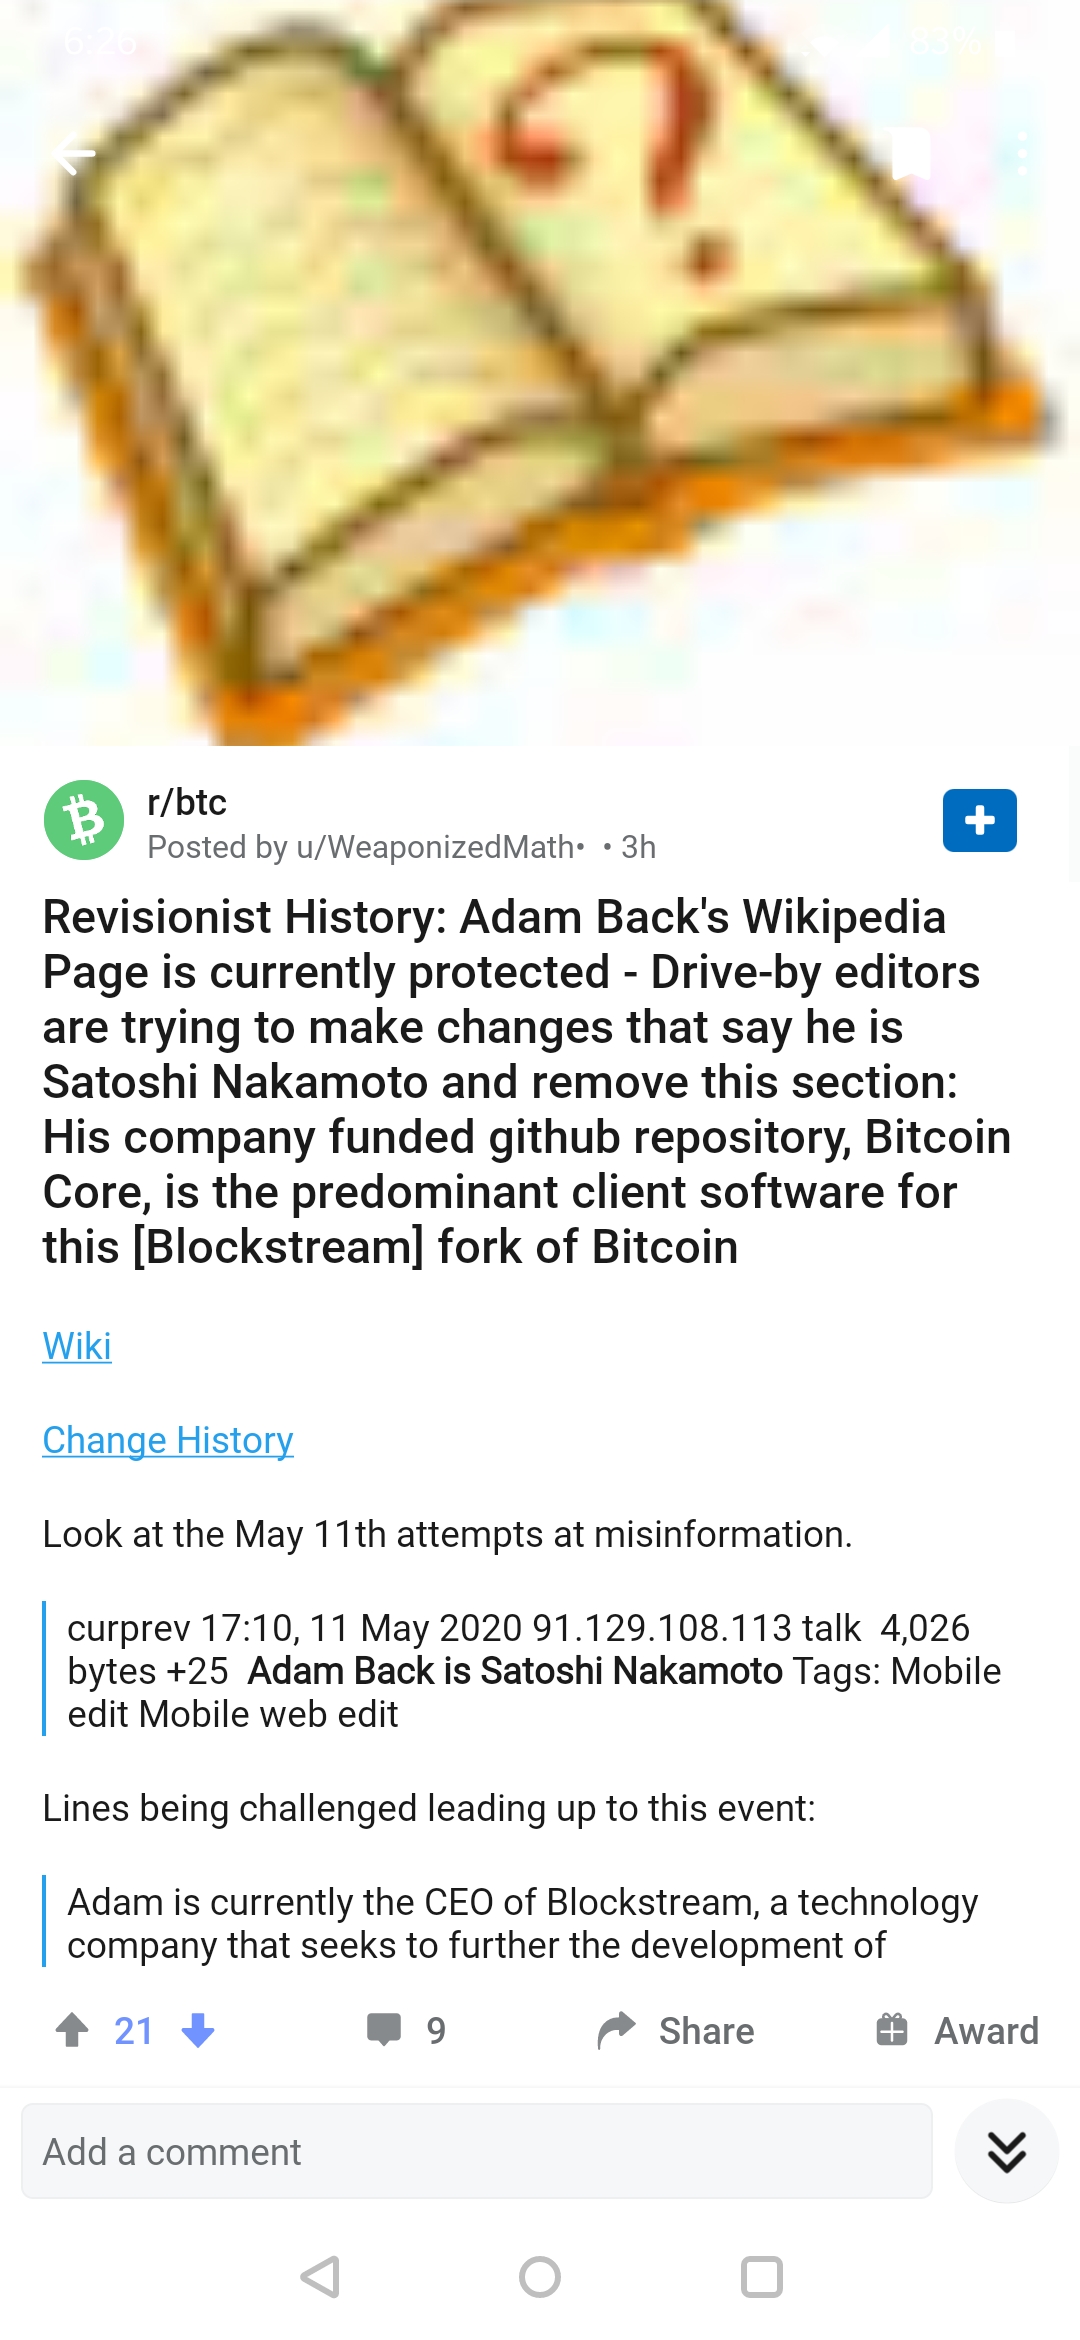 6:26
83%
?
r/btc
Posted by u/WeaponizedMath• • 3h
Revisionist History: Adam Back's Wikipedia
Page is currently protected - Drive-by editors
are trying to make changes that say he is
Satoshi Nakamoto and remove this section:
His company funded github repository, Bitcoin
Core, is the predominant client software for
this [Blockstream] fork of Bitcoin
Wiki
Change History
Look at the May 11th attempts at misinformation.
curprev 17:10, 11 May 2020 91.129.108.113 talk 4,026
bytes +25 Adam Back is Satoshi Nakamoto Tags: Mobile
edit Mobile web edit
Lines being challenged leading up to this event:
Adam is currently the CEO of Blockstream, a technology
company that seeks to further the development of
21
9
Share
Award
Add a comment